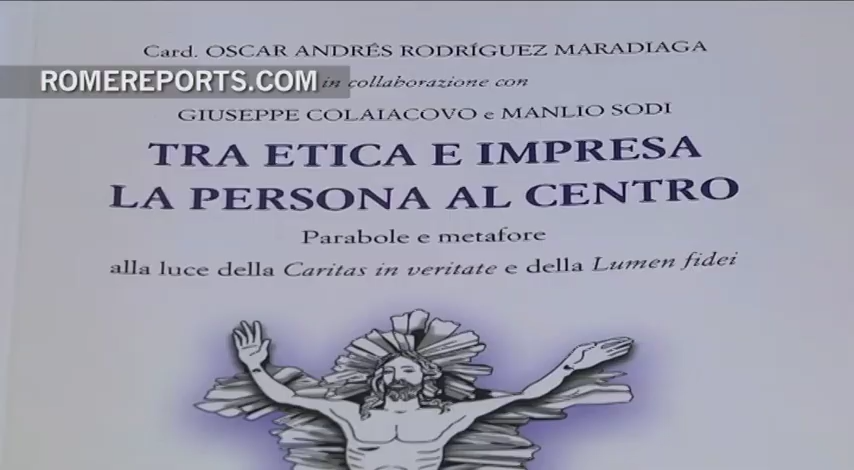 Card. OSCAR ANDRÉS RODRÍGUEZ MARADIAGA
ROMEREPORTS.COM
in collaborazione con
GIUSEPPE COLAIACOVO e MANLIO SODI
TRA ETICA E IMPRESA
LA PERSONA AL CENTRO
Parabole e metafore
alla luce della Caritas in veritate e della Lumen fidei